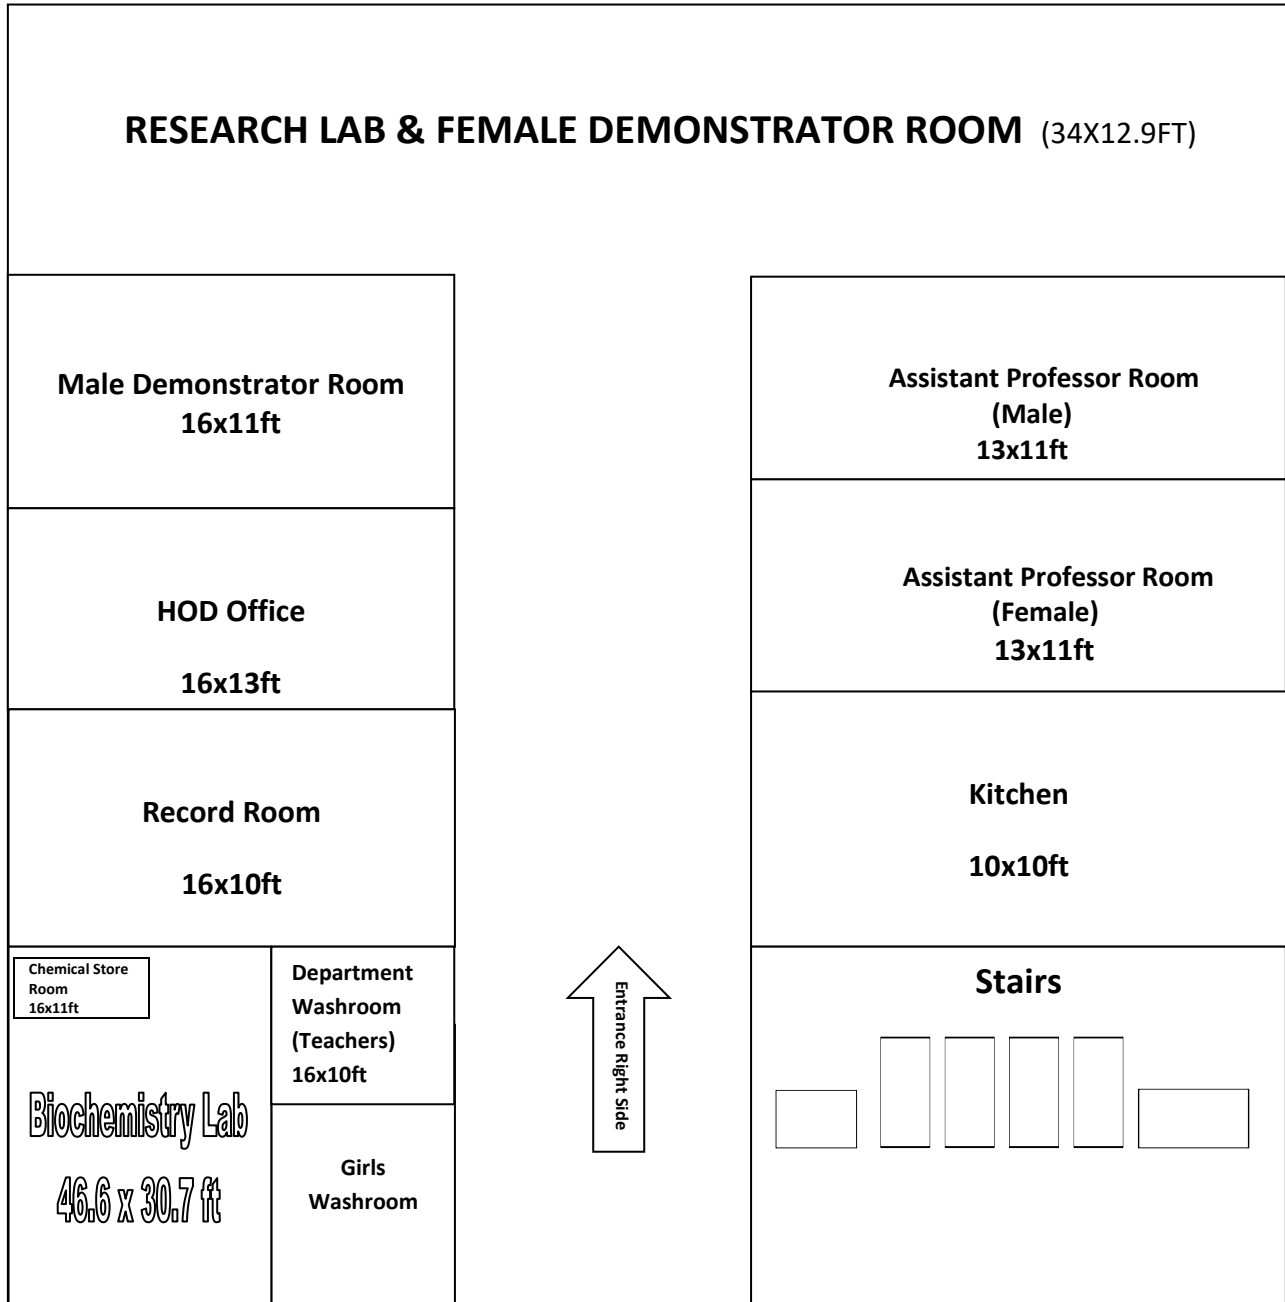 RESEARCH LAB & FEMALE DEMONSTRATOR ROOM (34X12.9FT)
Male Demonstrator Room
16x11ft
Assistant Professor Room
(Male)
13x11ft
HOD Office
16x13ft
Assistant Professor Room
(Female)
13x11ft
Record Room
16x10ft
Kitchen
10x10ft
Chemical Store
Room
16x11ft
Biochemistry Lab
46.6 x 30.7 ft
Department
Washroom
(Teachers)
16x10ft
Girls
Washroom
Entrance Right Side
Stairs